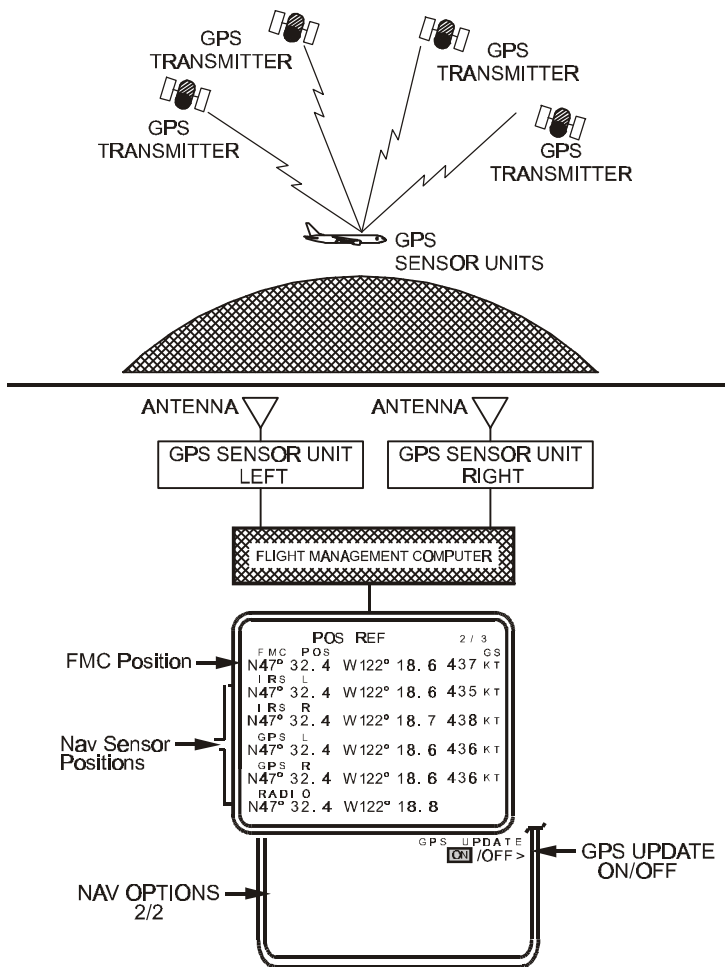 GPS
TRANSMITTER
GPS
TRANSMITTER
GPS
TRANSMITTER
GPS
TRANSMITTER
GPS
SENSOR UNITS
ANTENNA
ANTENNA
GPS SENSOR UNIT
LEFT
GPS SENSOR UNIT
RIGHT
FLIGHT MANAGEMENT COMPUTER
POS REF 2/3
FMC POS GS
N47° 32.4 W122° 18.6 437 KT
IRS L
N47° 32.4 W122° 18.6 435 KT
IRS R
N47° 32.4 W122° 18.7 438 KT
GPS L
N47° 32.4 W122° 18.6 436 KT
GPS R
N47° 32.4 W122° 18.6 436 KT
RADIO
N47° 32.4 W122° 18.8
FMC Position
Nav Sensor
Positions
GPS UPDATE
ON /OFF>
GPS UPDATE
ON/OFF
NAV OPTIONS
2/2